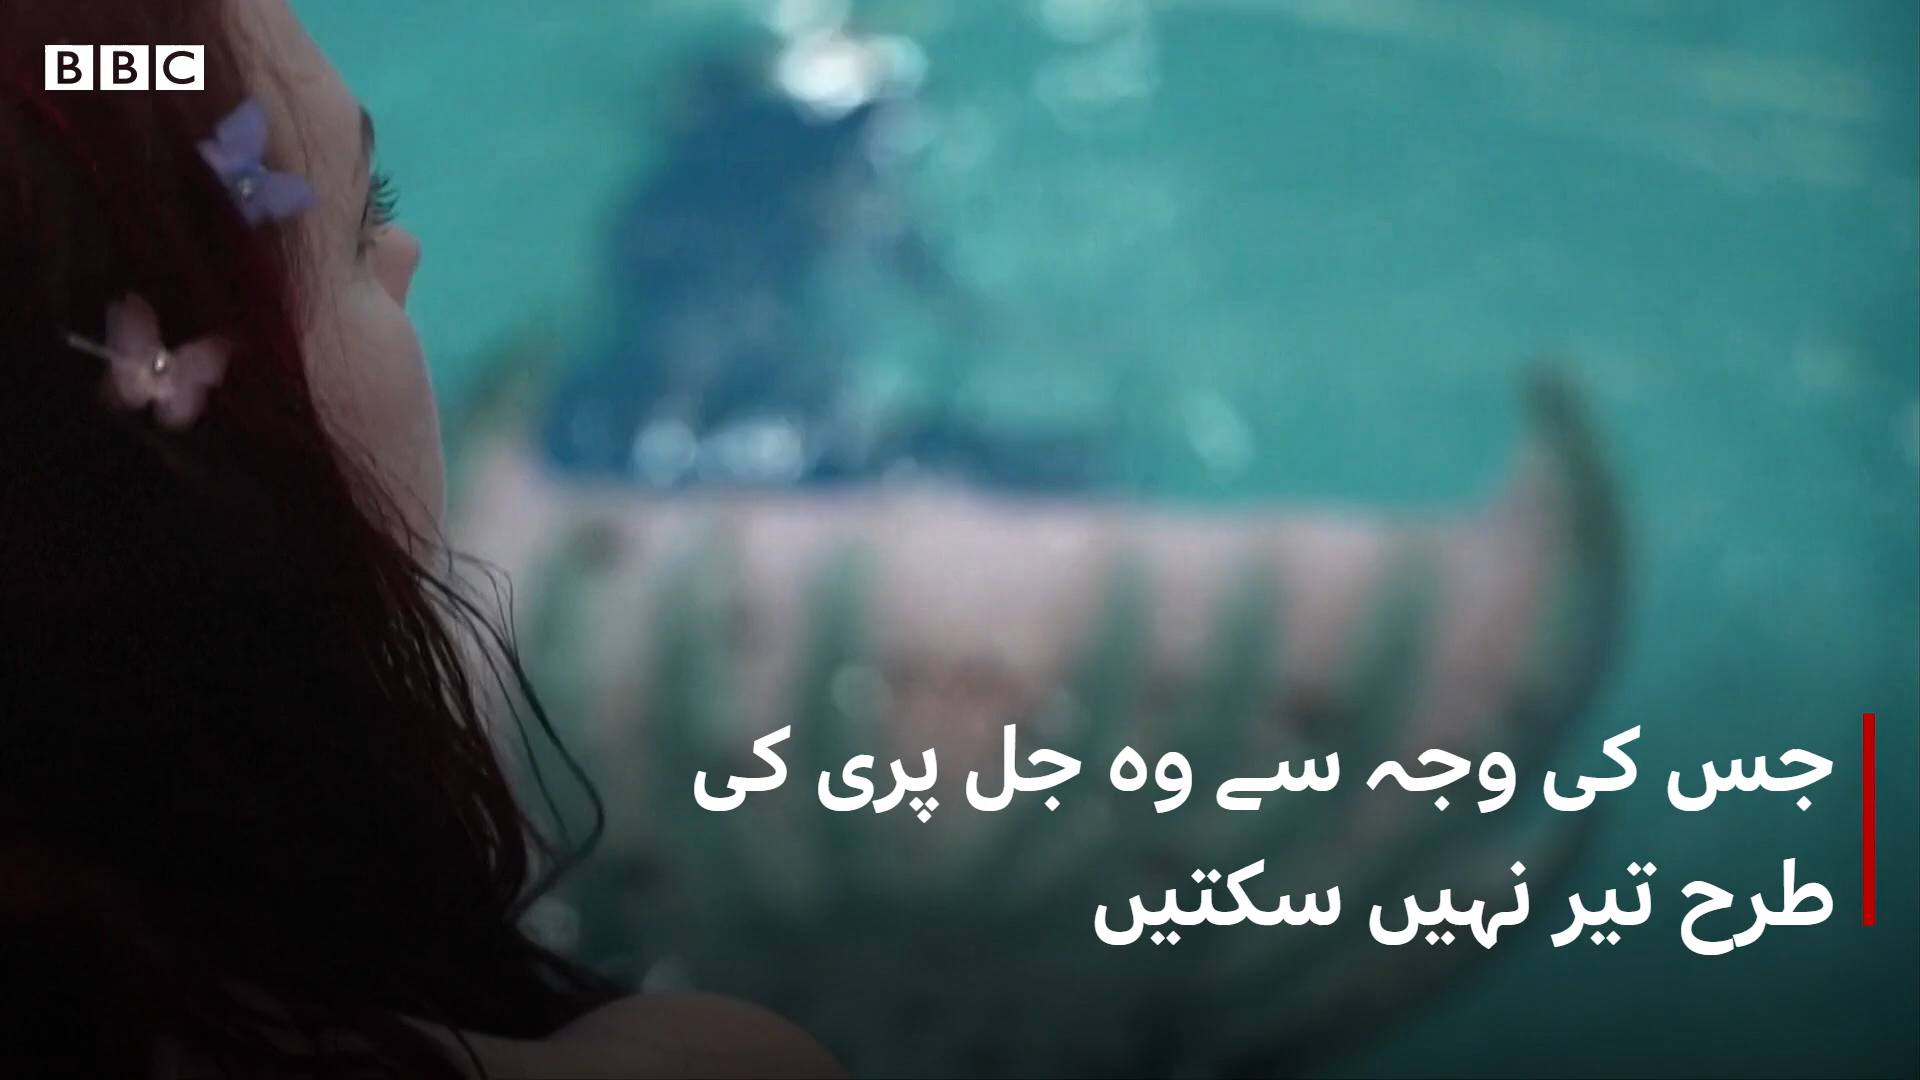 BBC
جس کی وجہ سے وہ جل پری کی
طرح تیر نہیں سکتیں